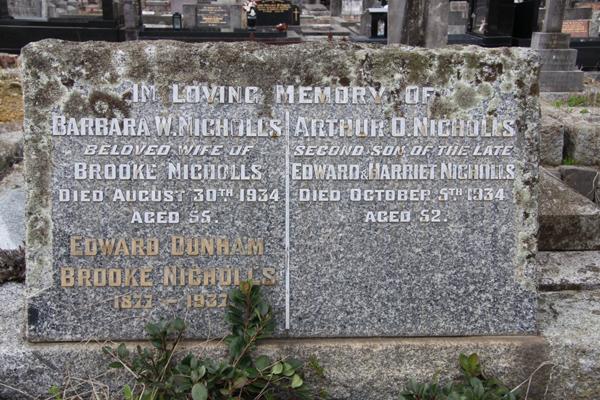 IN LOVING MEMORY OF
BARBARA W. NICHOLLS
BELOVED WIFE OF
BROOKE NICHOLLS
DIED AUGUST 30TH 1934
AGED 55.
EDWARD DUNHAM
BROOKE NICHOLLS
1877 – 1937
ARTHUR O. NICHOLLS
SECOND SON OF THE LATE
EDWARD. HARRIET NICHOLLS
DIED OCTOBER 5TH 1934
AGED 52.